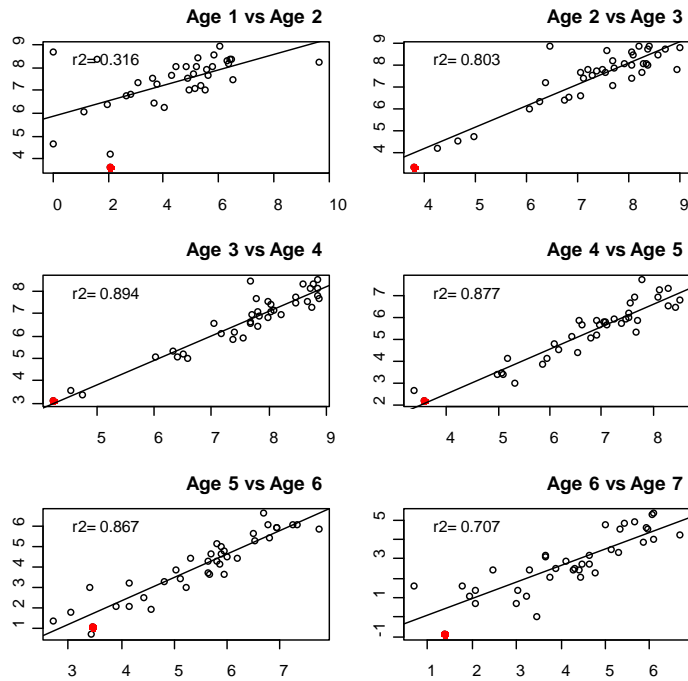 Age 1 vs Age 2
r2= 0.316
4 5 6 7 8 9
0 2 4 6 8 10
Age 2 vs Age 3
r2= 0.803
4 5 6 7 8 9
4 5 6 7 8 9
Age 3 vs Age 4
r2= 0.894
3 4 5 6 7 8
5 6 7 8 9
Age 4 vs Age 5
r2= 0.877
2 3 4 5 6 7
4 5 6 7 8
Age 5 vs Age 6
r2= 0.867
1 2 3 4 5 6
3 4 5 6 7
Age 6 vs Age 7
r2= 0.707
-1 1 3 5
1 2 3 4 5 6